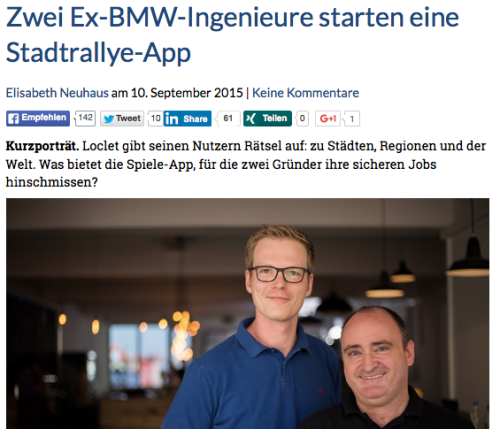 Zwei Ex-BMW-Ingenieure starten eine
Stadtrallye-App
Elisabeth Neuhaus am 10. September 2015 | Keine Kommentare
Empfehlen 142 Tweet 10 in Share 61 Teilen 0 G+1 1
Kurzporträt. Loclet gibt seinen Nutzern Rätsel auf: zu Städten, Regionen und der
Welt. Was bietet die Spiele-App, für die zwei Gründer ihre sicheren Jobs
hinschmissen?